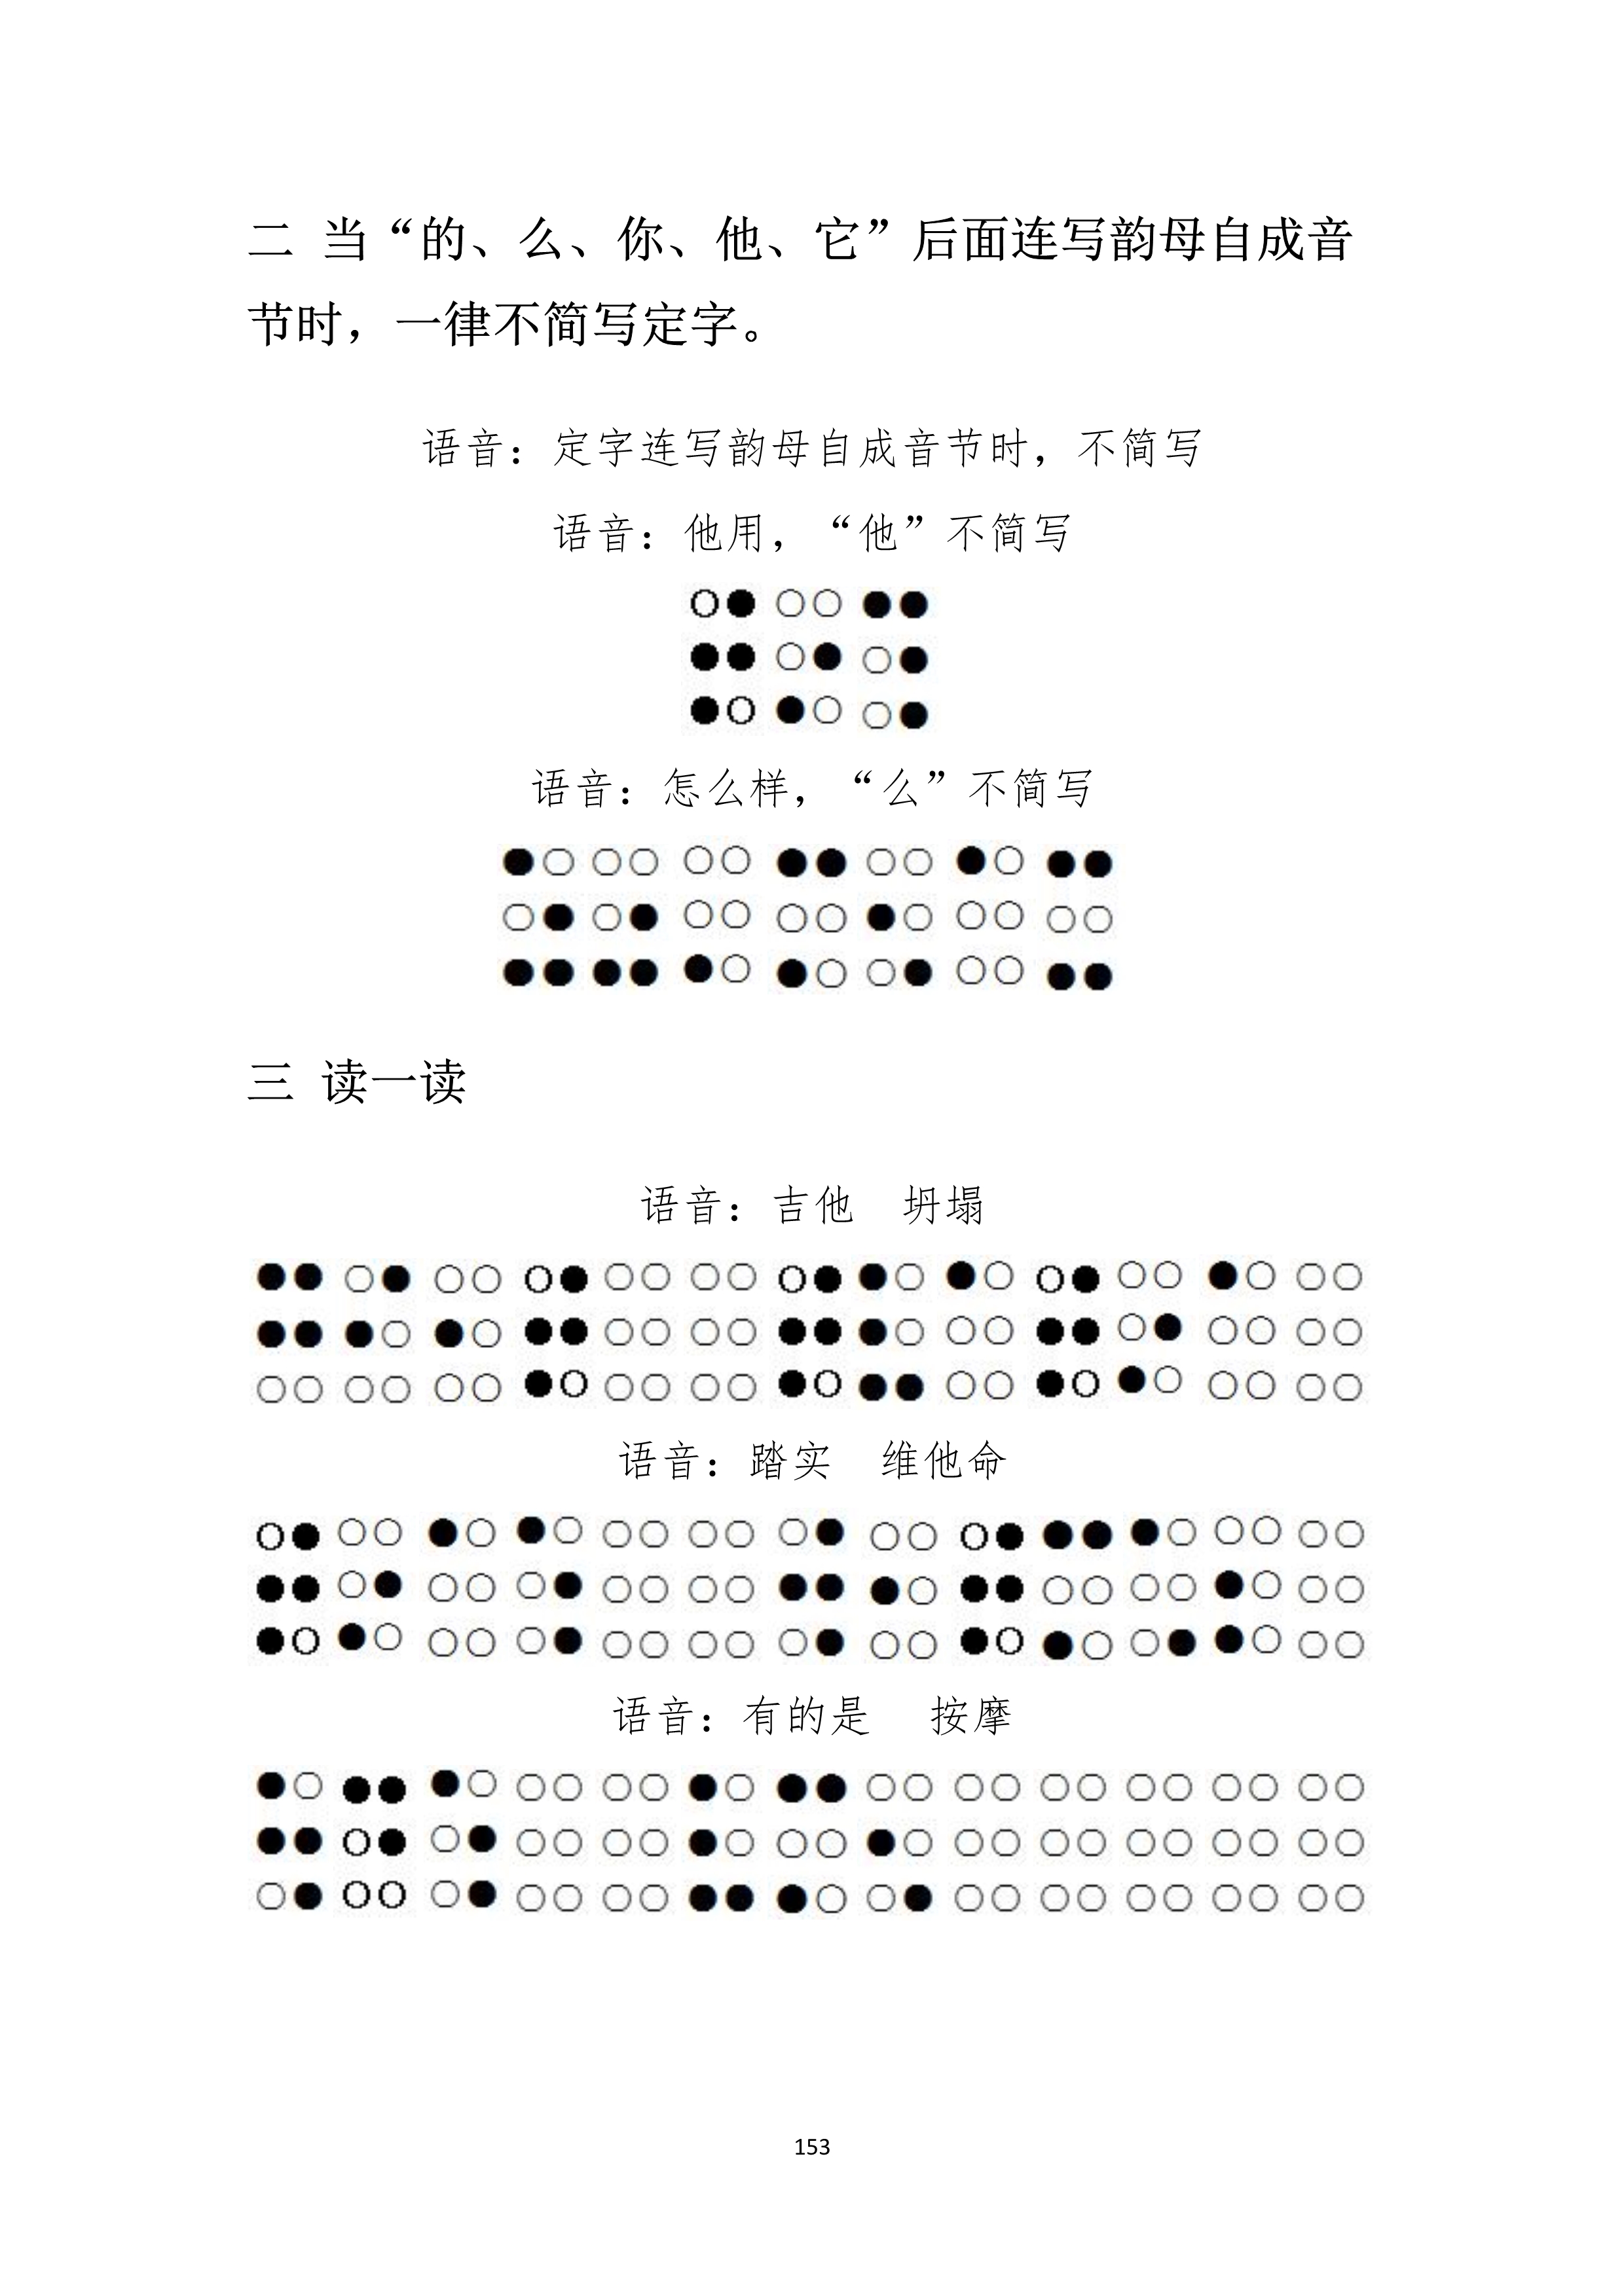 二 当“的、么、你、他、它”后面连写韵母自成音
节时，一律不简写定字。
语音：定字连写韵母自成音节时，不简写
语音：他用，“他”不简写
语音：怎么样，“么”不简写
三 读一读
语音：吉他 坍塌
语音：踏实 维他命
语音：有的是 按摩
153